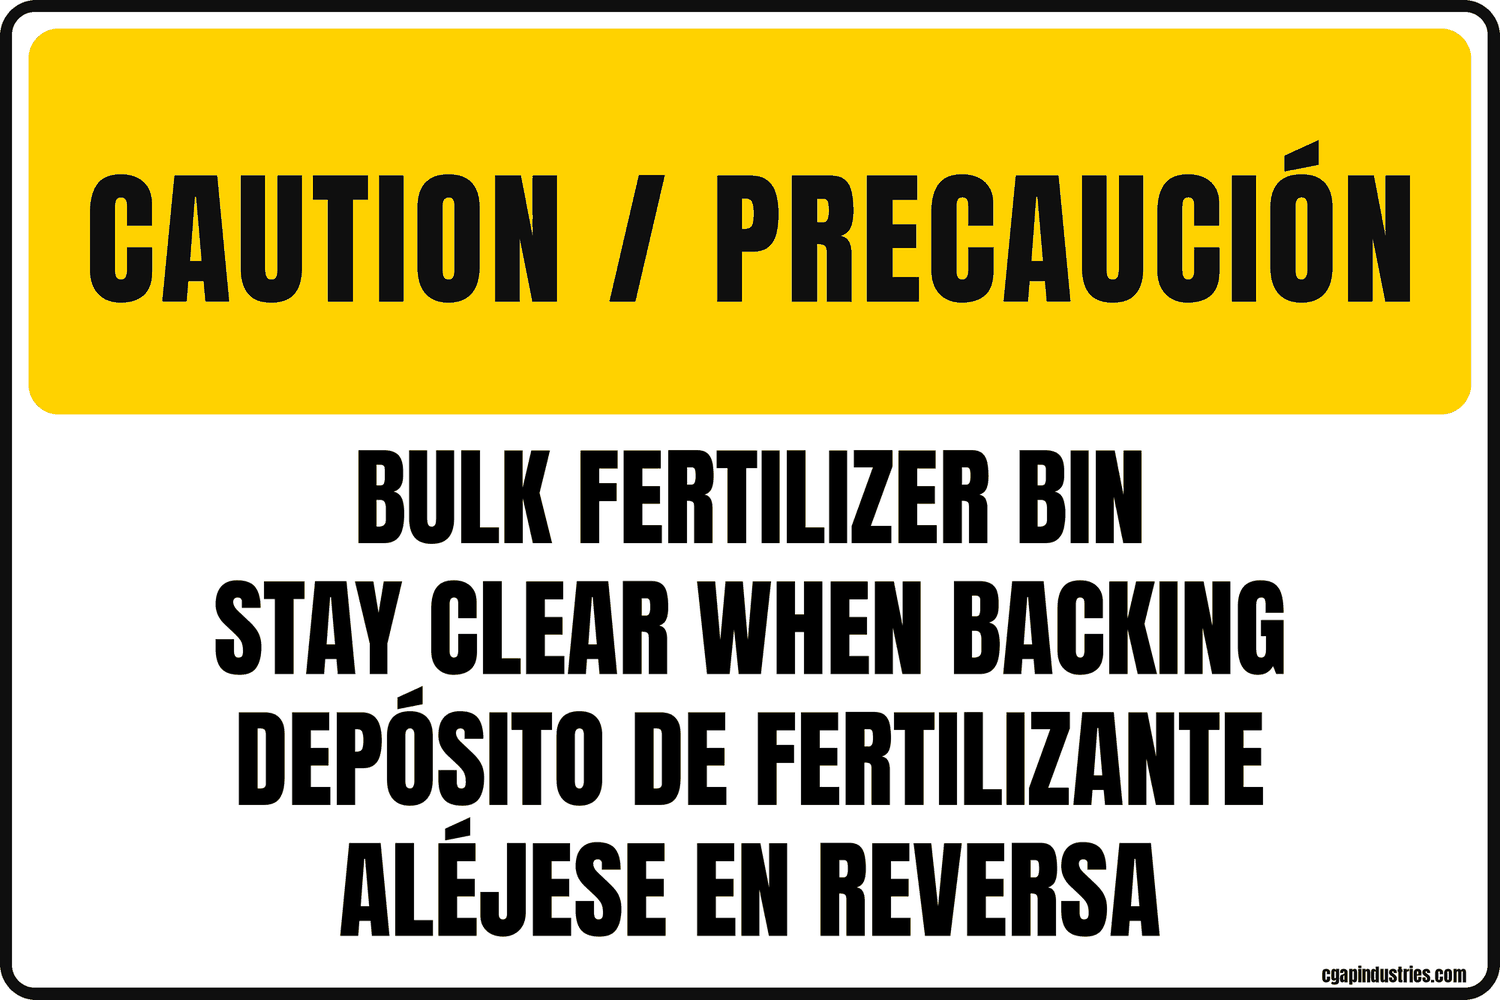 CAUTION / PRECAUCIÓN
BULK FERTILIZER BIN
STAY CLEAR WHEN BACKING
DEPÓSITO DE FERTILIZANTE
ALÉJESE EN REVERSA
cgapindustries.com